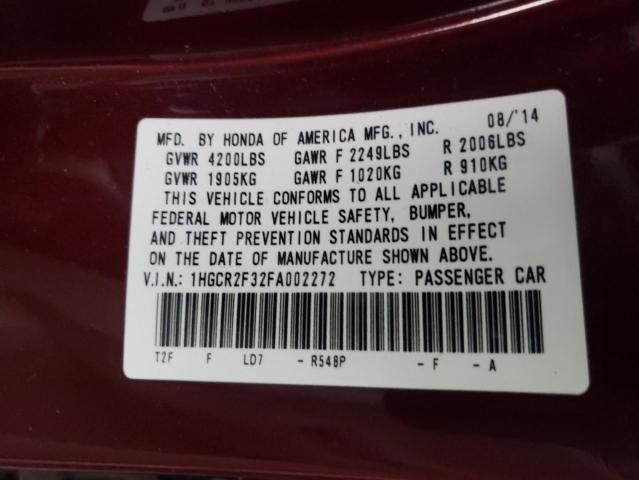 MFD. BY HONDA OF AMERICA MFG., INC. 08/'14
GVWR 4200LBS GAWR F 2249LBS R 2006LBS
GVWR 1905KG GAWR F 1020KG R 910KG
THIS VEHICLE CONFORMS TO ALL APPLICABLE
FEDERAL MOTOR VEHICLE SAFETY, BUMPER,
AND THEFT PREVENTION STANDARDS IN EFFECT
ON THE DATE OF MANUFACTURE SHOWN ABOVE.
V.I.N.: 1HGCR2F32FA002272 TYPE: PASSENGER CAR
T2F F LD7 - R548P - F - A